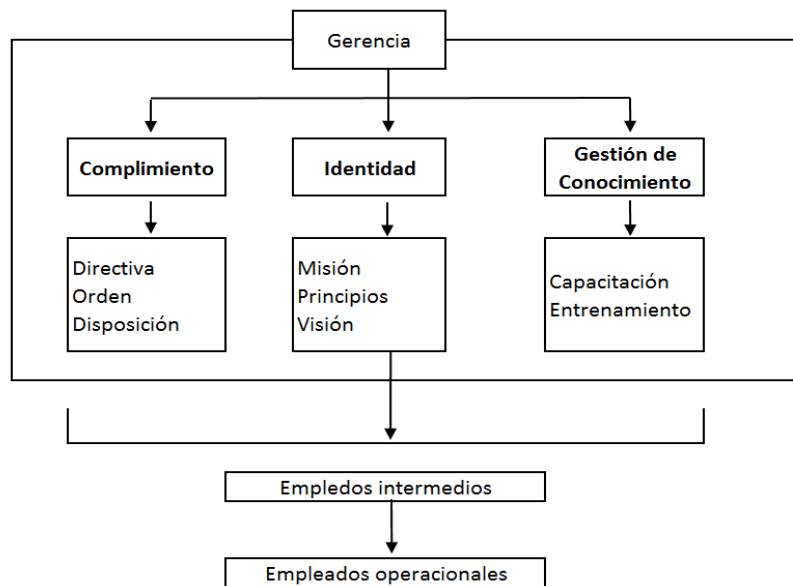 Gerencia
Complimiento
Identidad
Gestión de
Conocimiento
Directiva
Orden
Disposición
Misión
Principios
Visión
Capacitación
Entrenamiento
Empledos intermedios
Empleados operacionales